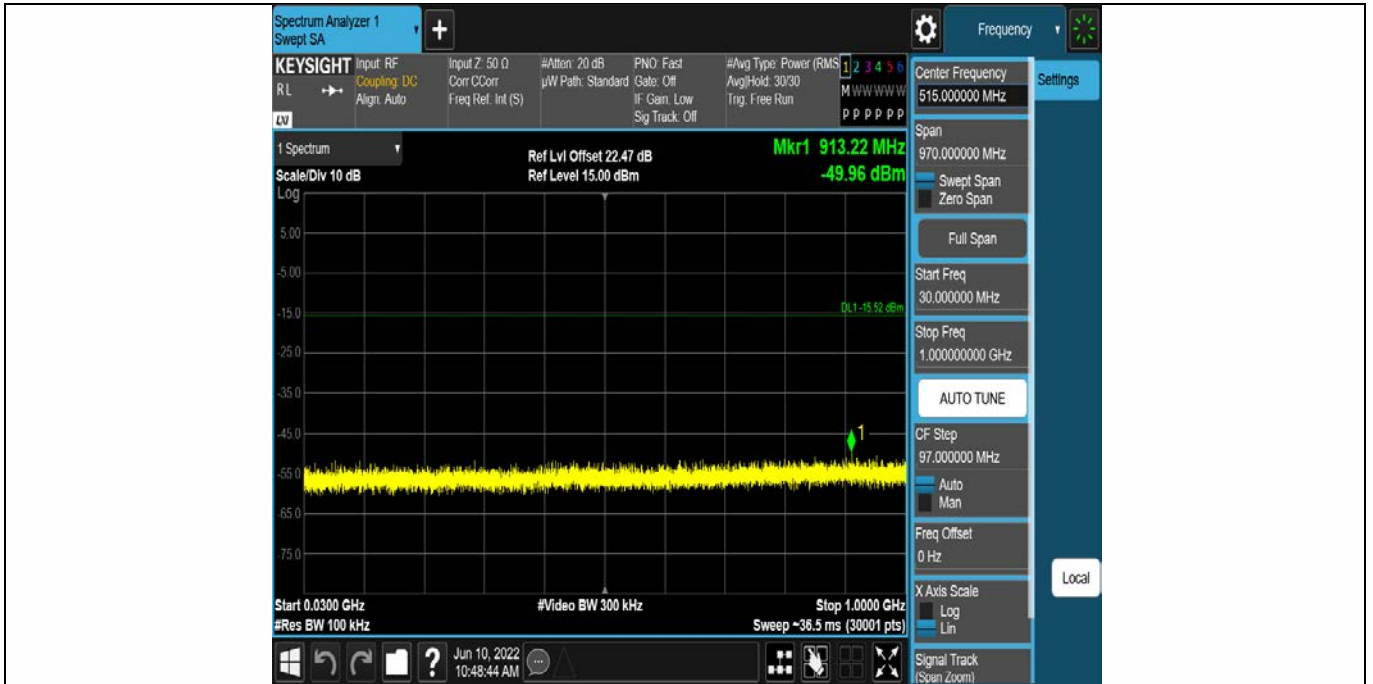 Spectrum Analyzer 1
Swept SA
+
Frequency
KEYSIGHT
RL
LXI
Input: RF
Coupling: DC
Align: Auto
Input Z: 50 Ω
Corr CCorr
Freq Ref: Int (S)
#Atten: 20 dB
µW Path: Standard
PNO: Fast
Gate: Off
IF Gain: Low
Sig Track: Off
#Avg Type: Power (RMS
Avg|Hold: 30/30
Trig: Free Run
1 2 3 4 5 6
M W W W W W
P P P P P P
1 Spectrum
Scale/Div 10 dB
Ref Lvl Offset 22.47 dB
Ref Level 15.00 dBm
Mkr1 913.22 MHz
-49.96 dBm
Log
5.00
-5.00
-15.0
DL1 -15.52 dBm
-25.0
-35.0
-45.0
1
-55.0
-65.0
-75.0
Start 0.0300 GHz
#Video BW 300 kHz
Stop 1.0000 GHz
#Res BW 100 kHz
Sweep ~36.5 ms (30001 pts)
?
Jun 10, 2022
10:48:44 AM
Center Frequency
515.000000 MHz
Span
970.000000 MHz
Swept Span
Zero Span
Full Span
Start Freq
30.000000 MHz
Stop Freq
1.000000000 GHz
AUTO TUNE
CF Step
97.000000 MHz
Auto
Man
Freq Offset
0 Hz
X Axis Scale
Log
Lin
Signal Track
(Span Zoom)
Settings
Local